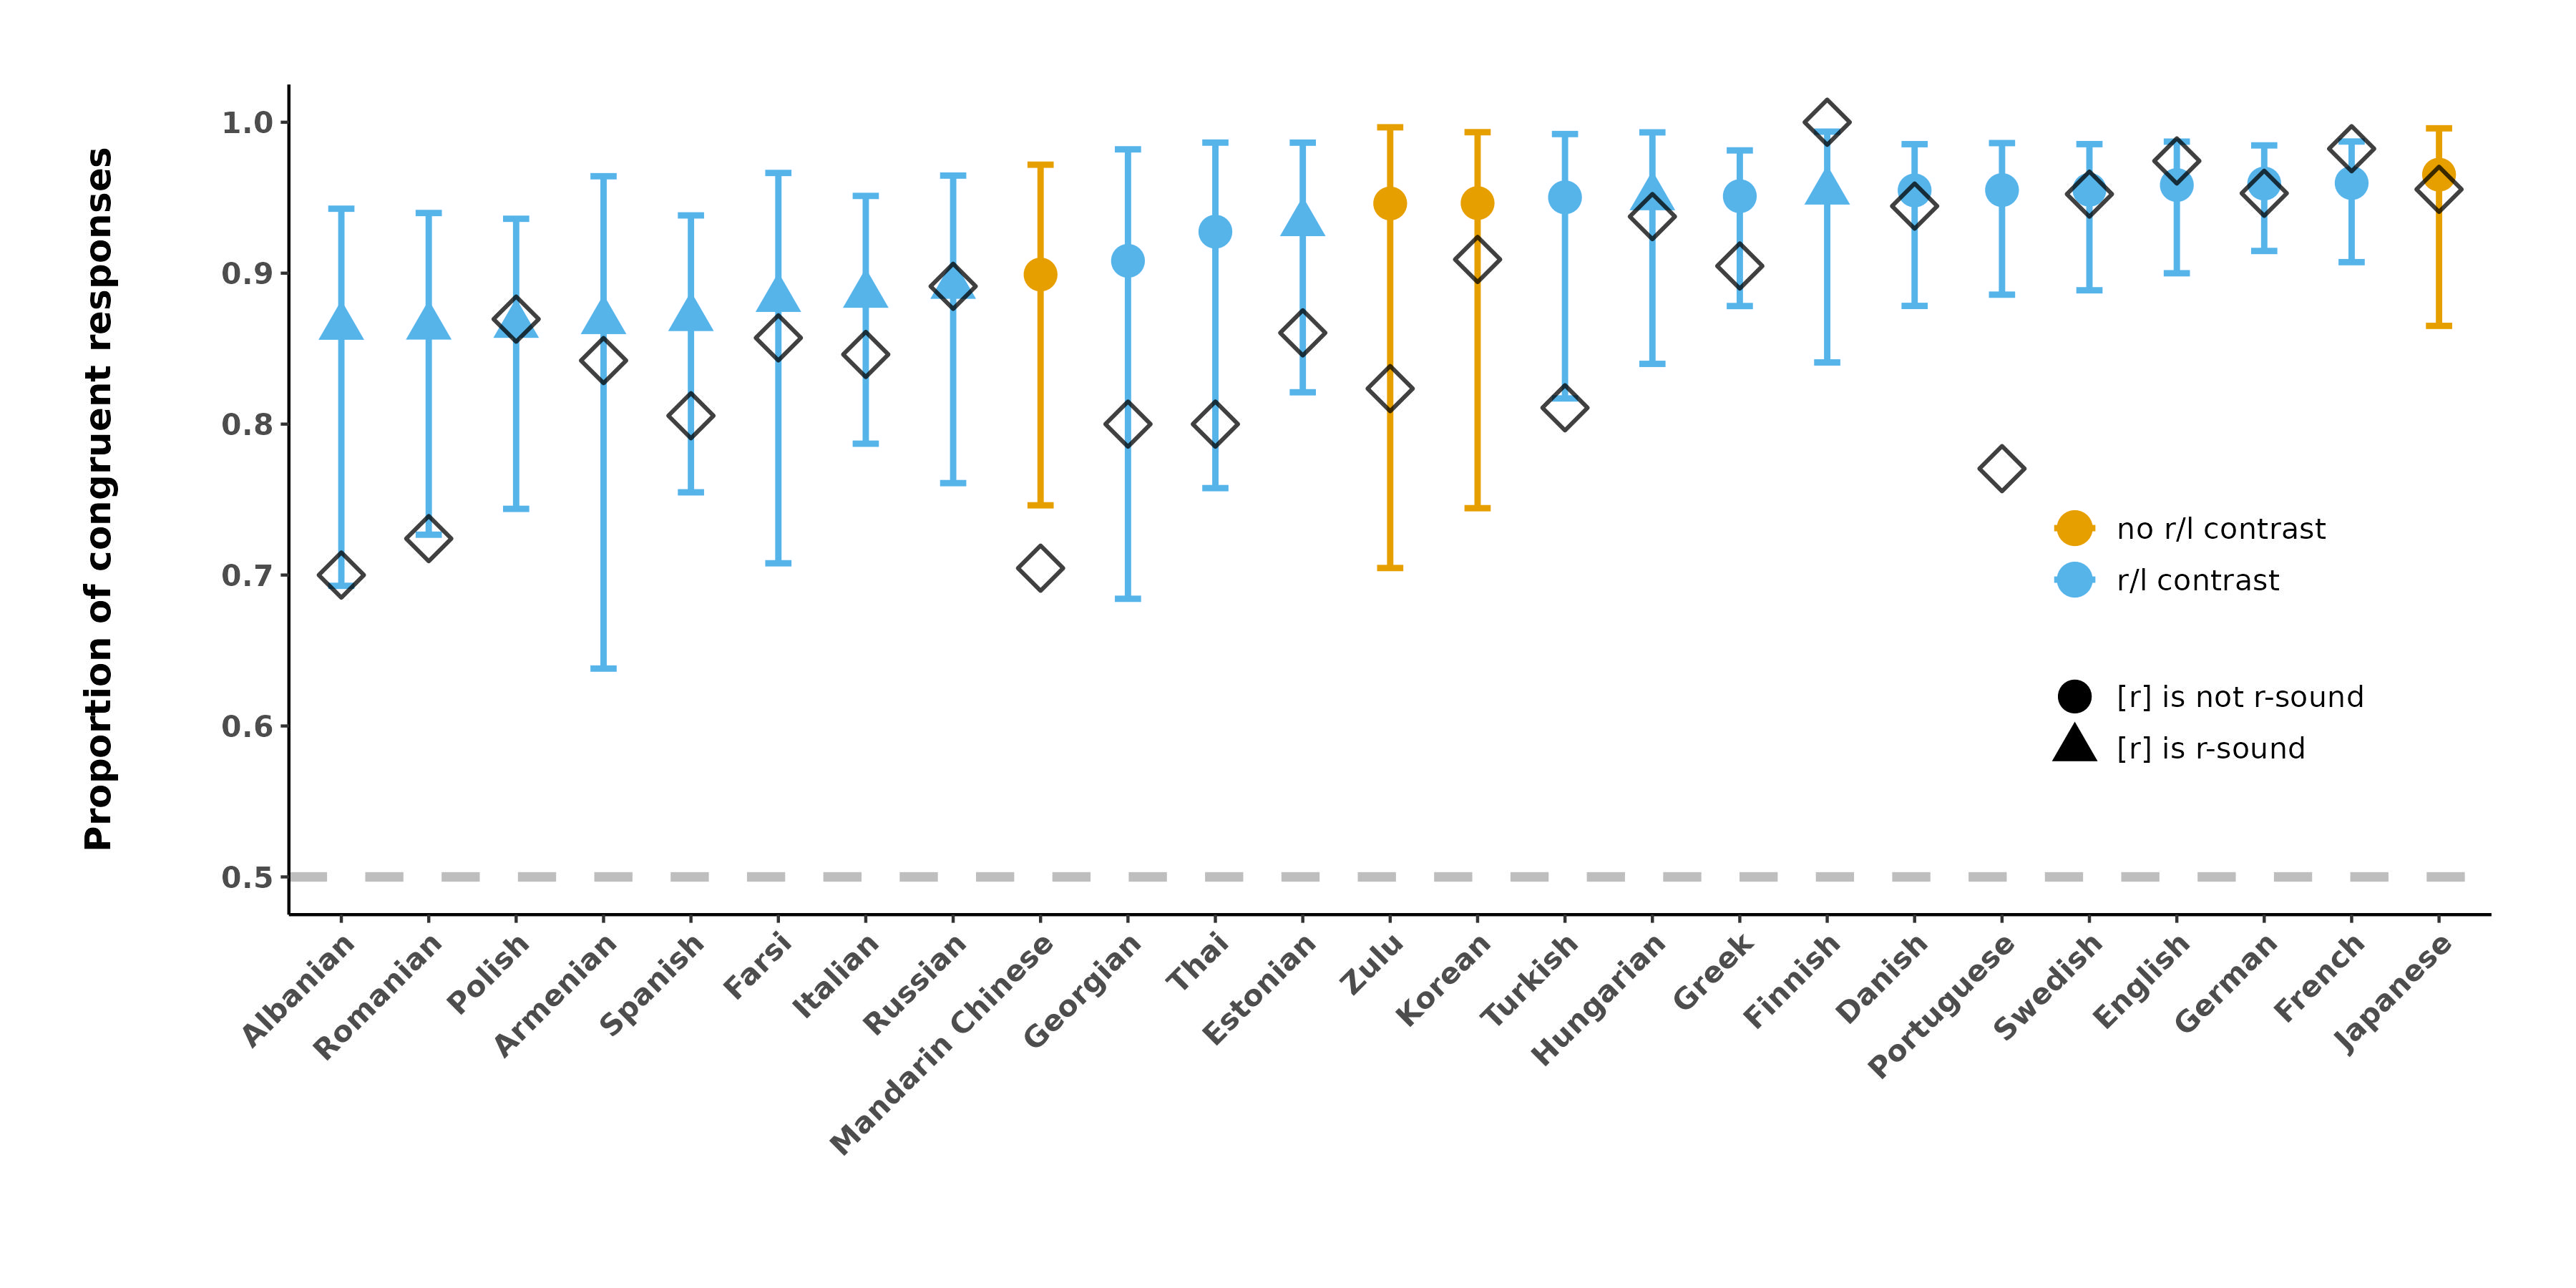 Proportion of congruent responses
1.0
0.9
0.8
0.7
0.6
0.5
no r/l contrast
r/l contrast
[r] is not r-sound
[r] is r-sound
Albanian
Romanian
Polish
Armenian
Spanish
Farsi
Italian
Russian
Mandarin Chinese
Georgian
Thai
Estonian
Zulu
Korean
Turkish
Hungarian
Greek
Finnish
Danish
Portuguese
Swedish
English
German
French
Japanese